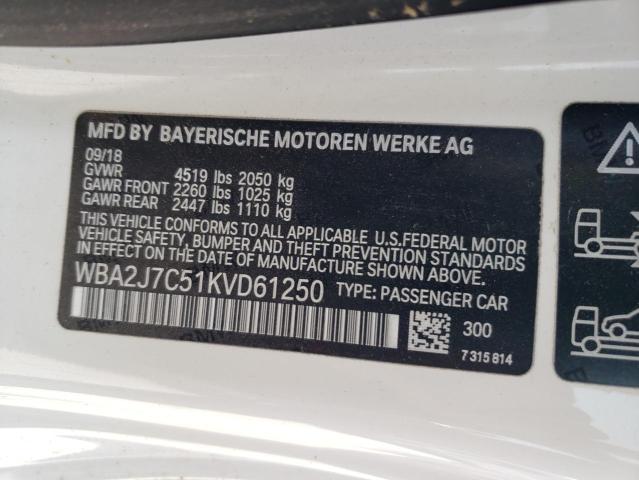 MFD BY BAYERISCHE MOTOREN WERKE AG
09/18
GVWR 4519 lbs 2050 kg
GAWR FRONT 2260 lbs 1025 kg
GAWR REAR 2447 lbs 1110 kg
THIS VEHICLE CONFORMS TO ALL APPLICABLE U.S.FEDERAL MOTOR
VEHICLE SAFETY, BUMPER AND THEFT PREVENTION STANDARDS
IN EFFECT ON THE DATE OF MANUFACTURE SHOWN ABOVE.
WBA2J7C51KVD61250 TYPE: PASSENGER CAR
300
7 315 814